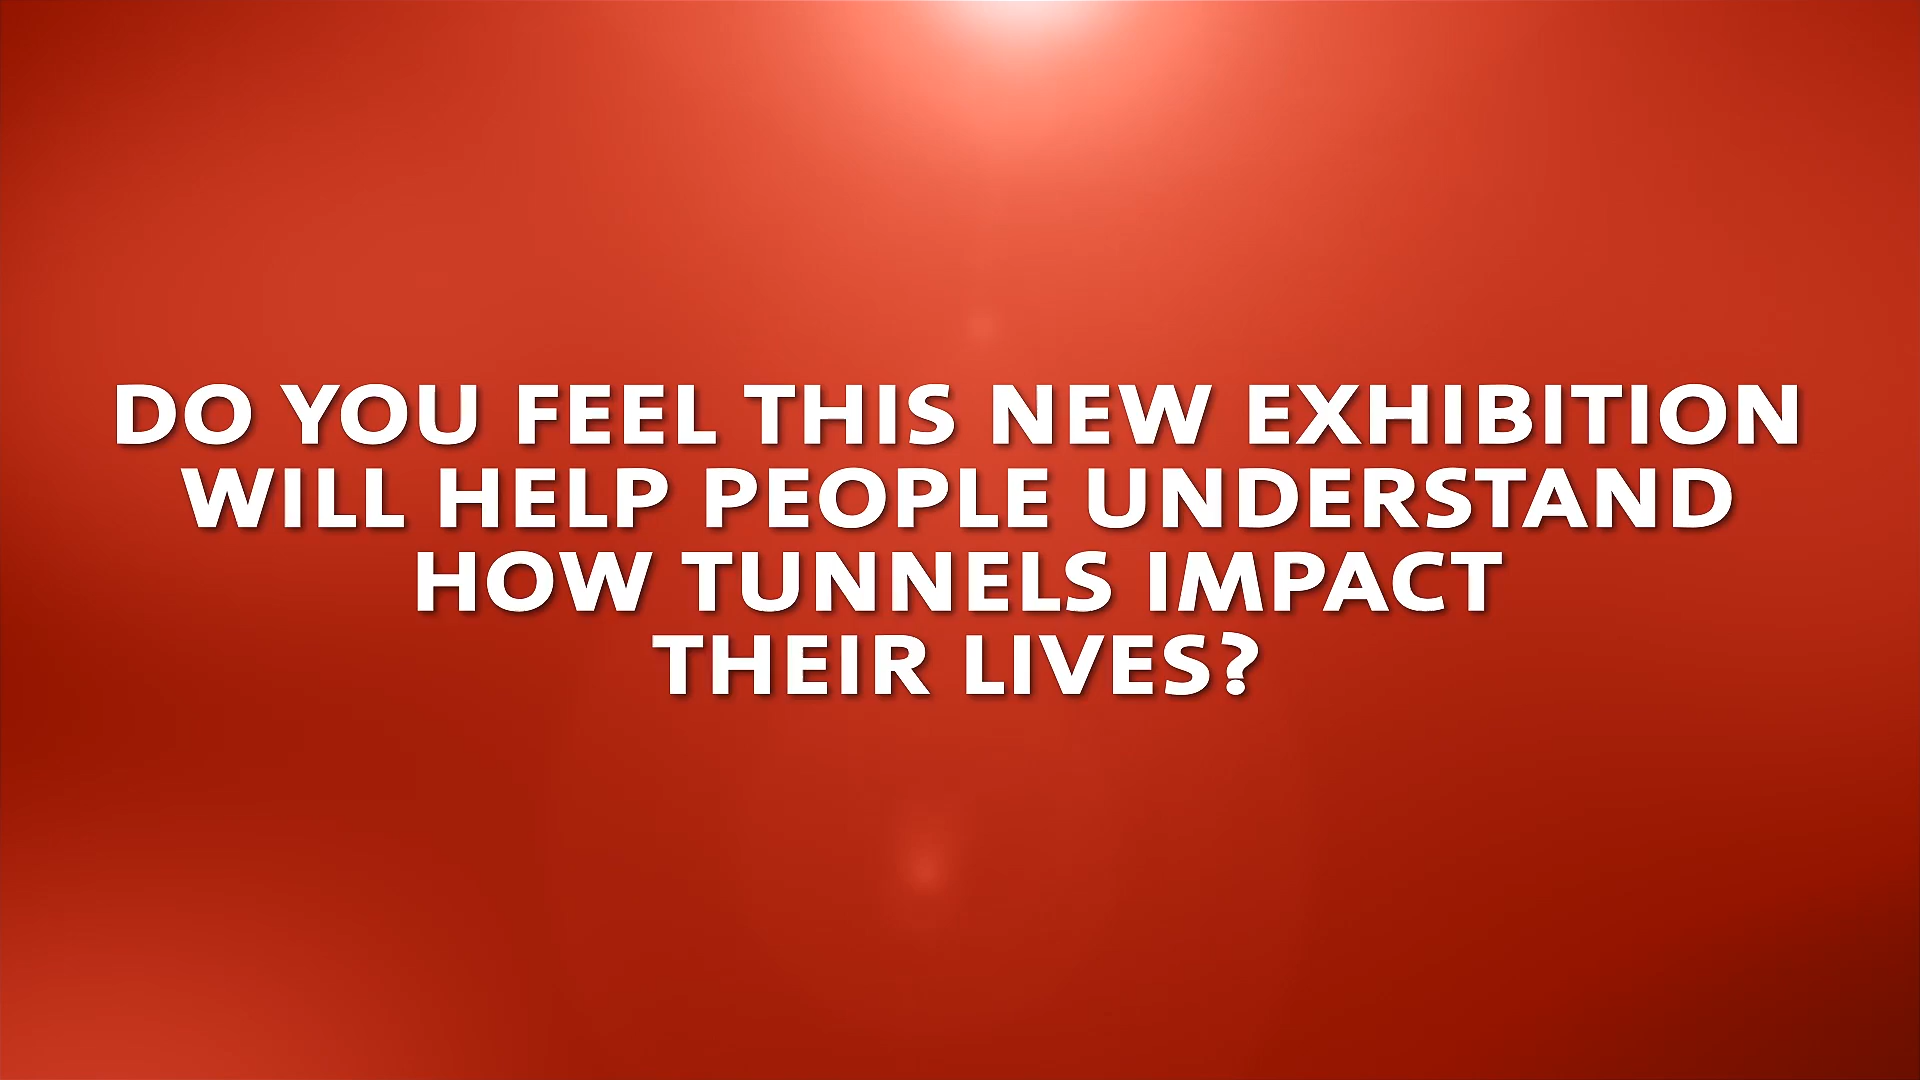 DO YOU FEEL THIS NEW EXHIBITION
WILL HELP PEOPLE UNDERSTAND
HOW TUNNELS IMPACT
THEIR LIVES?